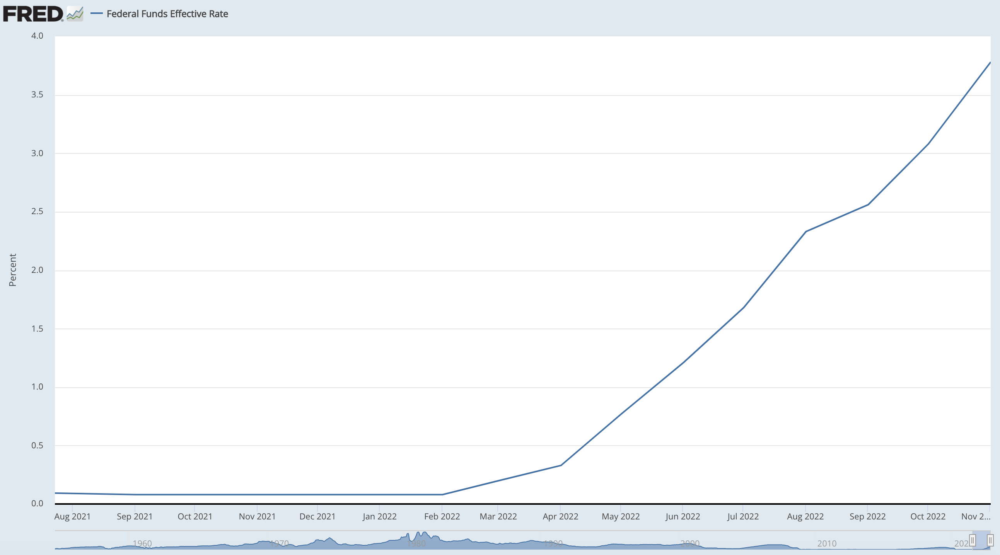 FRED Federal Funds Effective Rate
4.0
3.5
3.0
2.5
2.0
1.5
1.0
0.5
0.0
Percent
Aug 2021 Sep 2021 Oct 2021 Nov 2021 Dec 2021 Jan 2022 Feb 2022 Mar 2022 Apr 2022 May 2022 Jun 2022 Jul 2022 Aug 2022 Sep 2022 Oct 2022 Nov 2...
1960 1970 1980 1990 2000 2010 202